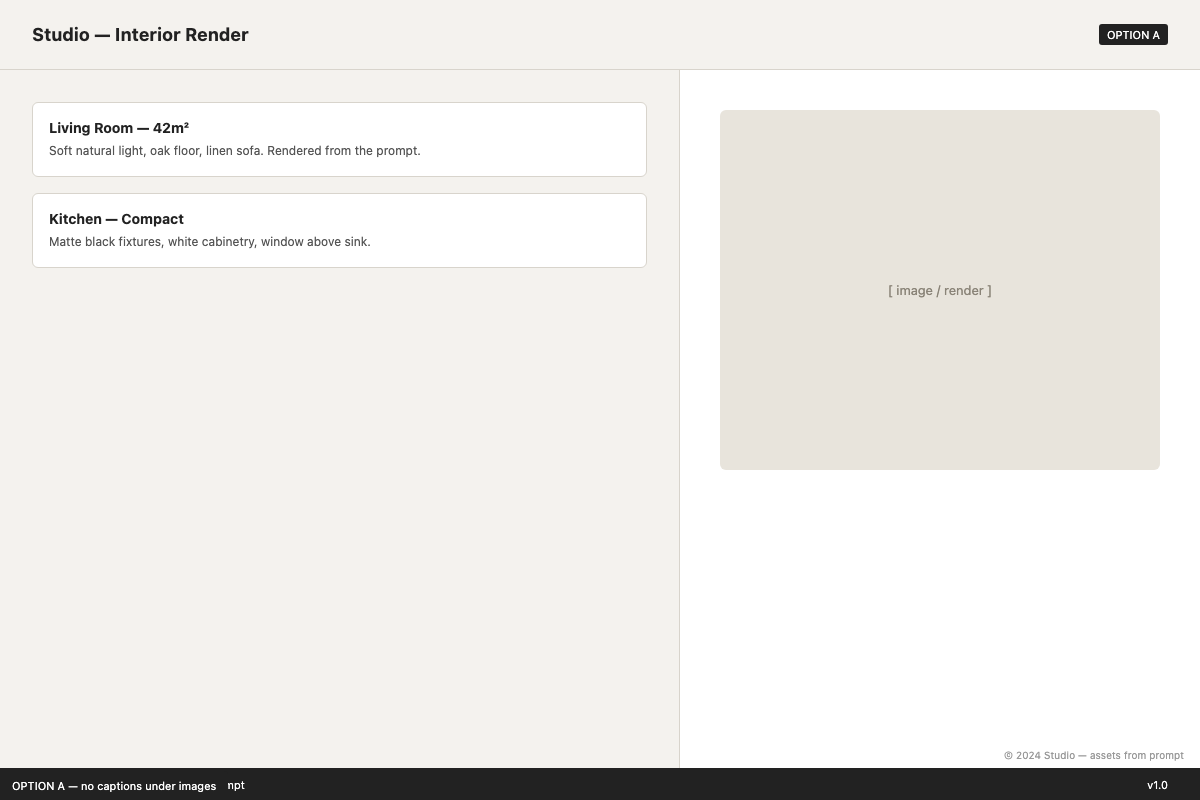 Studio — Interior Render
OPTION A
Living Room — 42m²
Soft natural light, oak floor, linen sofa. Rendered from the prompt.
Kitchen — Compact
Matte black fixtures, white cabinetry, window above sink.
[ image / render ]
© 2024 Studio — assets from prompt
OPTION A — no captions under images npt
v1.0